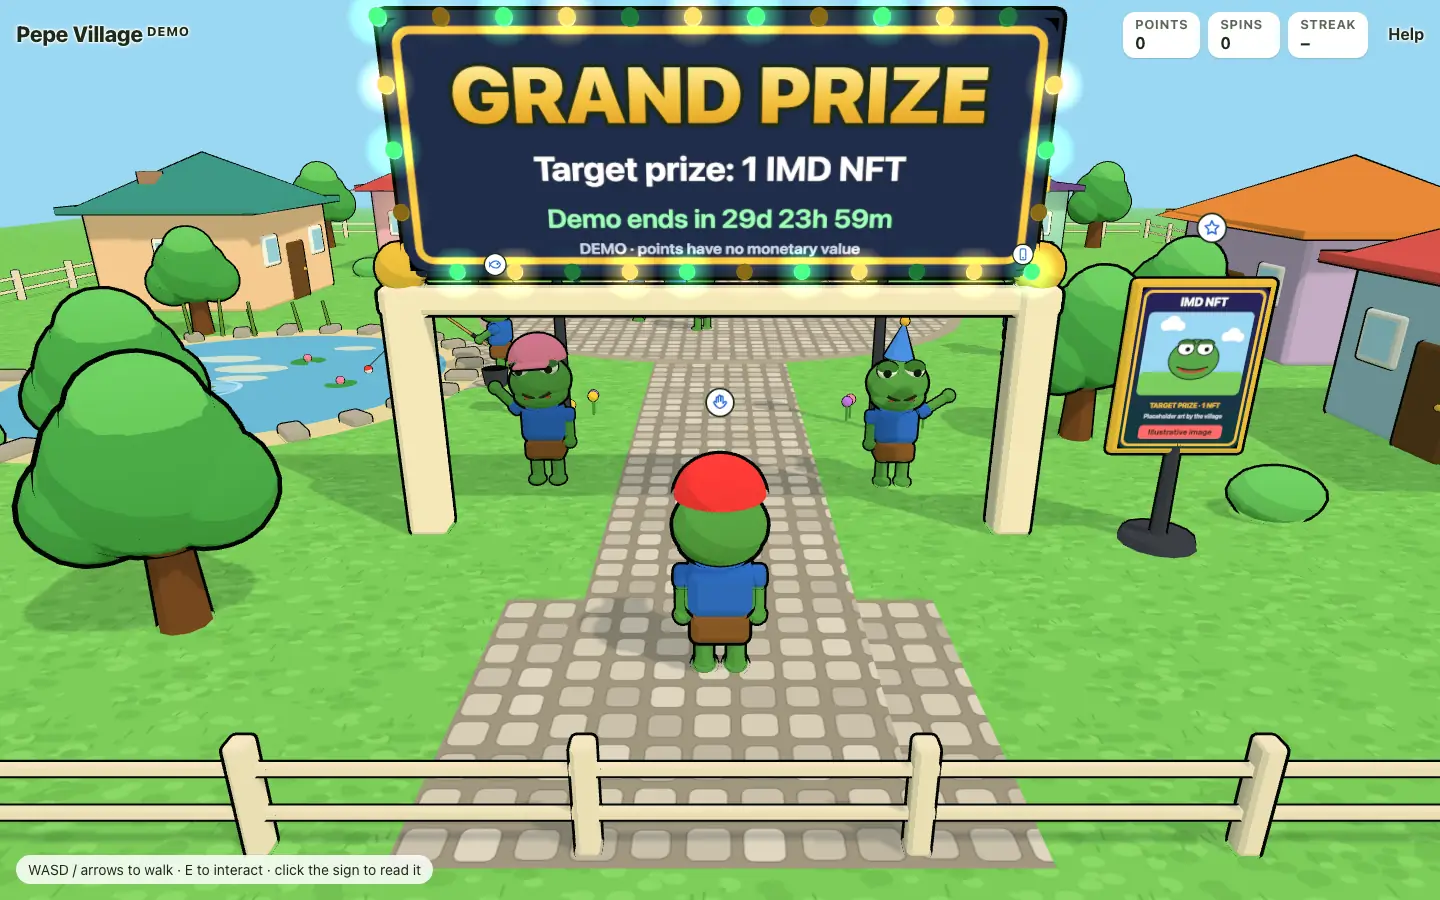 Pepe Village DEMO
POINTS
0
SPINS
0
STREAK
–
Help
GRAND PRIZE
Target prize: 1 IMD NFT
Demo ends in 29d 23h 59m
DEMO · points have no monetary value
IMD NFT
TARGET PRIZE · 1 NFT
Placeholder art by the village
Illustrative image
WASD / arrows to walk · E to interact · click the sign to read it